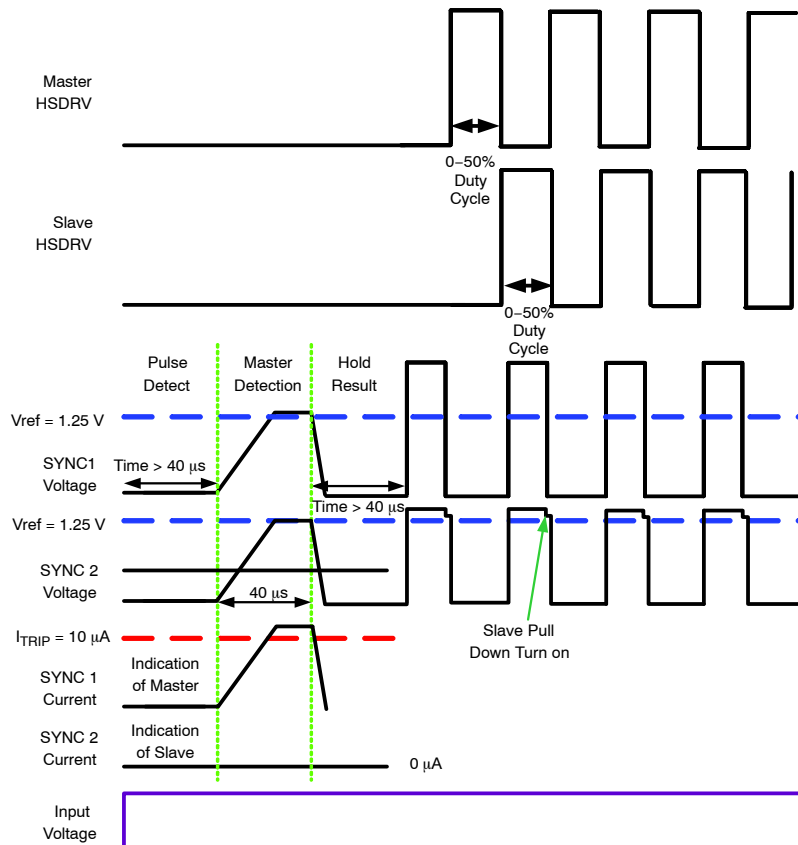 Master
HSDRV
0−50%
Duty
Cycle
Slave
HSDRV
0−50%
Duty
Cycle
Pulse
Detect
Master
Detection
Hold
Result
Vref = 1.25 V
SYNC1
Voltage
Time > 40 µs
Time > 40 µs
Vref = 1.25 V
SYNC 2
Voltage
40 µs
Slave Pull
Down Turn on
ITRIP = 10 µA
SYNC 1
Current
Indication
of Master
SYNC 2
Current
Indication
of Slave
0 µA
Input
Voltage